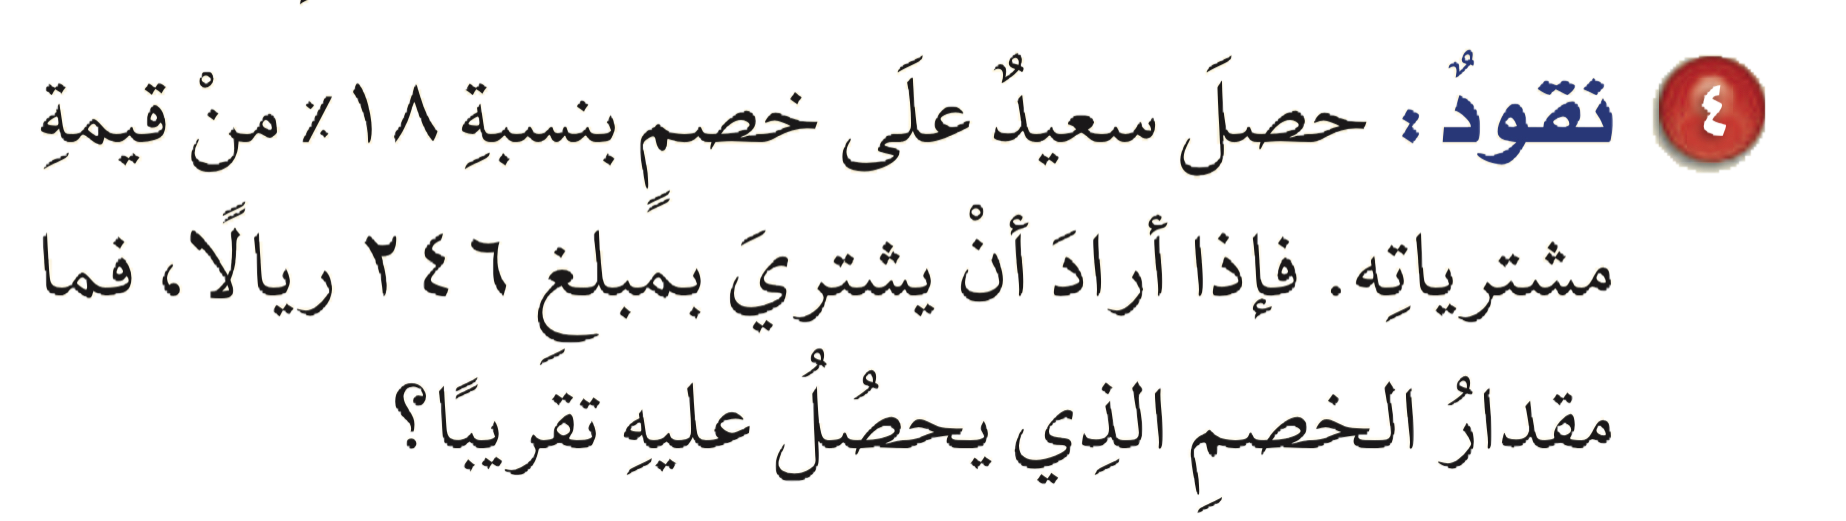 ٤ نقودٌ: حصلَ سعيدٌ علَى خصمٍ بنسبةِ ١٨٪ منْ قيمةِ
مشترياتِه. فإذا أرادَ أنْ يشتريَ بمبلغِ ٢٤٦ ريالًا، فما
مقدارُ الخصمِ الذِي يحصُلُ عليهِ تقريبًا؟